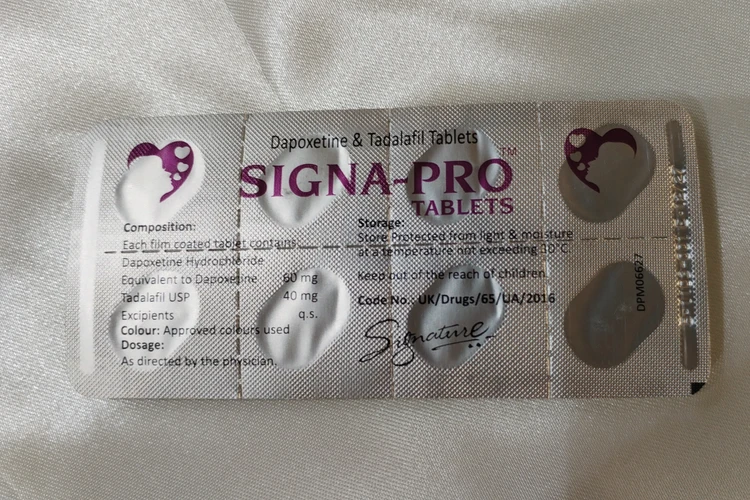 Dapoxetine & Tadalafil Tablets
SIGNA-PRO™
TABLETS
Composition:
Each film coated tablet contains:
Dapoxetine Hydrochloride
Equivalent to Dapoxetine 60 mg
Tadalafil USP 40 mg
Excipients q.s.
Colour: Approved colours used
Dosage:
As directed by the physician.
Storage:
Store Protected from light & moisture
at a temperature not exceeding 30°C
Keep out of the reach of children
Code No.: UK/Drugs/65/UA/2016
Signature
DPM06627